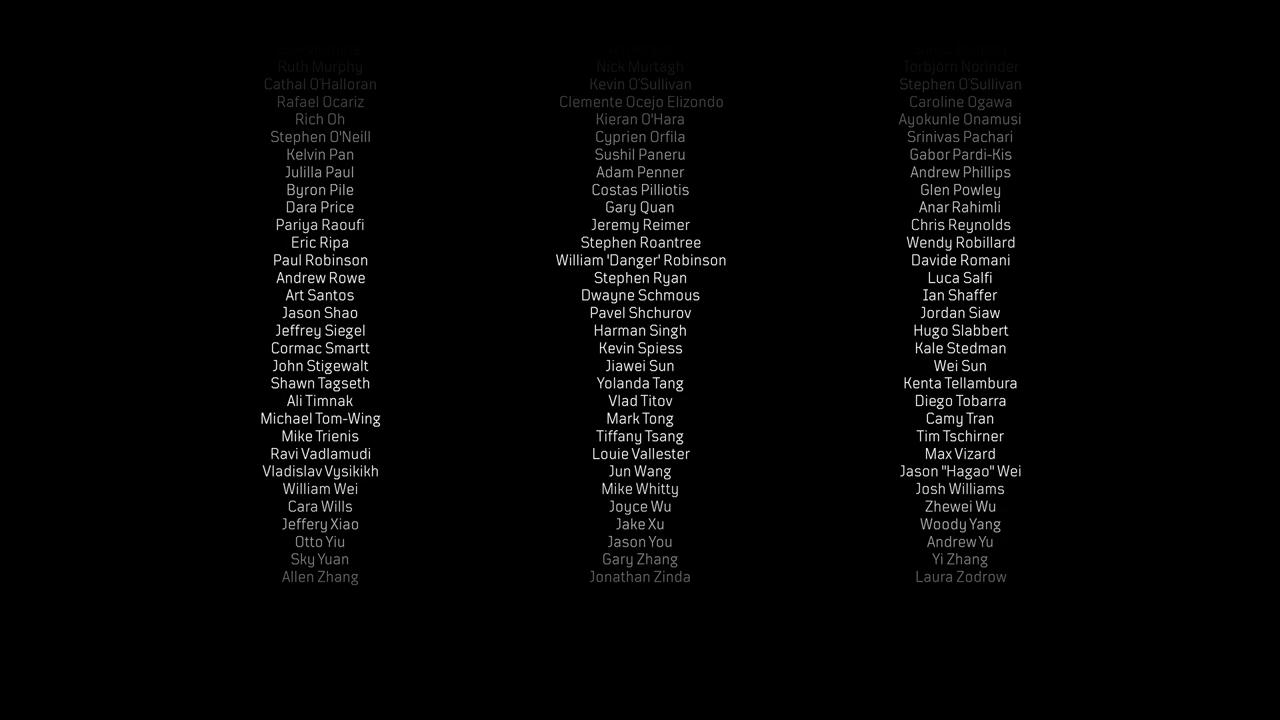 Ruth Murphy Nick Murtagh Torbjorn Norinder
Cathal O'Halloran Kevin O'Sullivan Stephen O'Sullivan
Rafael Ocariz Clemente Ocejo Elizondo Caroline Ogawa
Rich Oh Kieran O'Hara Ayokunle Onamusi
Stephen O'Neill Cyprien Orfila Srinivas Pachari
Kelvin Pan Sushil Paneru Gabor Pardi-Kis
Julilla Paul Adam Penner Andrew Phillips
Byron Pile Costas Pilliotis Glen Powley
Dara Price Gary Quan Anar Rahimli
Pariya Raoufi Jeremy Reimer Chris Reynolds
Eric Ripa Stephen Roantree Wendy Robillard
Paul Robinson William 'Danger' Robinson Davide Romani
Andrew Rowe Stephen Ryan Luca Salfi
Art Santos Dwayne Schmous Ian Shaffer
Jason Shao Pavel Shchurov Jordan Siaw
Jeffrey Siegel Harman Singh Hugo Slabbert
Cormac Smartt Kevin Spiess Kale Stedman
John Stigewalt Jiawei Sun Wei Sun
Shawn Tagseth Yolanda Tang Kenta Tellambura
Ali Timnak Vlad Titov Diego Tobarra
Michael Tom-Wing Mark Tong Camy Tran
Mike Trienis Tiffany Tsang Tim Tschirner
Ravi Vadlamudi Louie Vallester Max Vizard
Vladislav Vysikikh Jun Wang Jason "Hagao" Wei
William Wei Mike Whitty Josh Williams
Cara Wills Joyce Wu Zhewei Wu
Jeffery Xiao Jake Xu Woody Yang
Otto Yiu Jason You Andrew Yu
Sky Yuan Gary Zhang Yi Zhang
Allen Zhang Jonathan Zinda Laura Zodrow